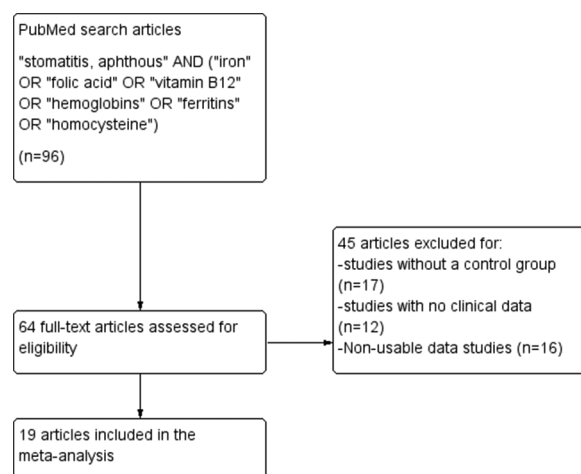 PubMed search articles
"stomatitis, aphthous" AND ("iron"
OR "folic acid" OR "vitamin B12"
OR "hemoglobins" OR "ferritins"
OR "homocysteine")
(n=96)
45 articles excluded for:
-studies without a control group
(n=17)
-studies with no clinical data
(n=12)
-Non-usable data studies (n=16)
64 full-text articles assessed for
eligibility
19 articles included in the
meta-analysis